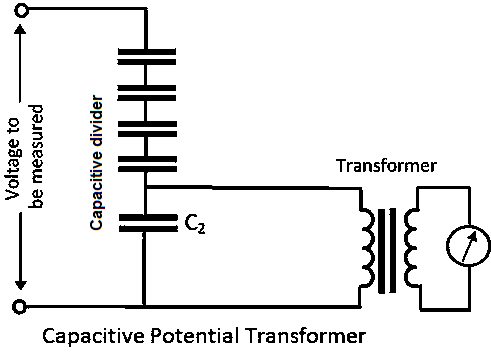 Voltage to
be measured
Capacitive divider
C₂
Transformer
Capacitive Potential Transformer